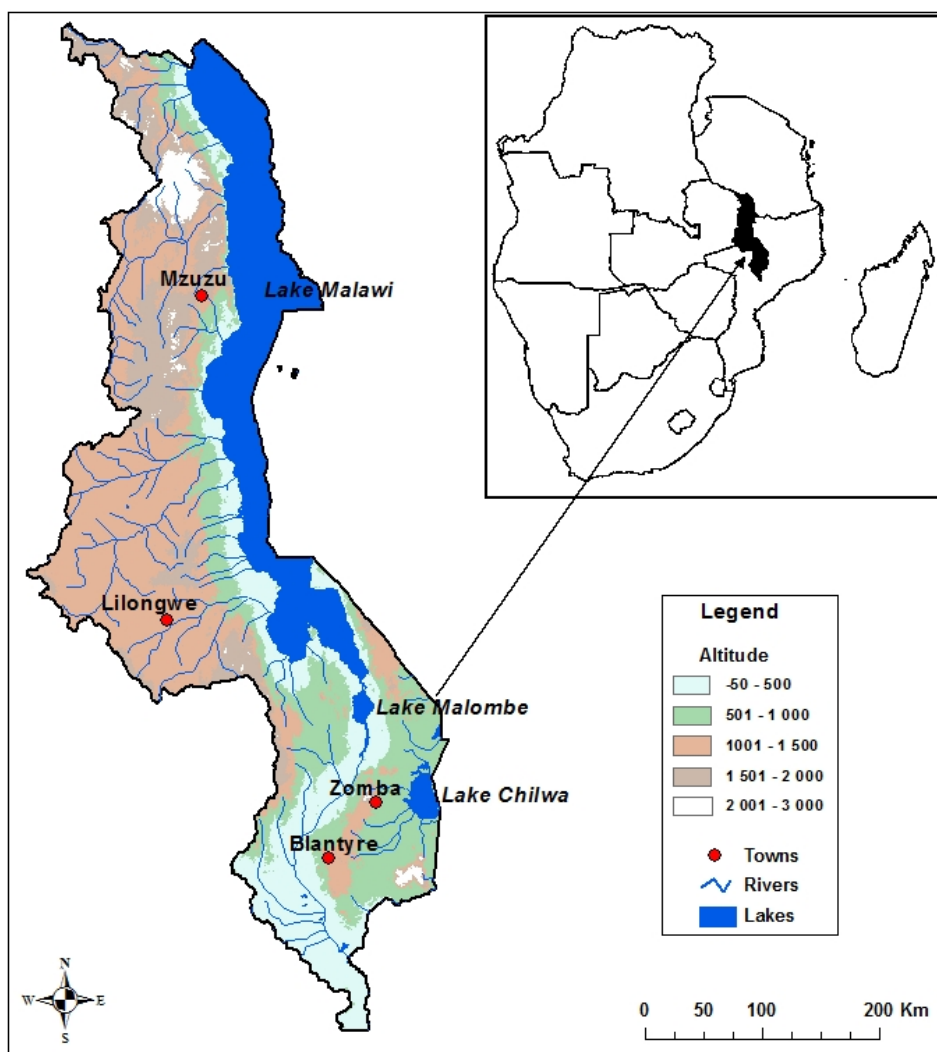 Mzuzu
Lake Malawi
Lilongwe
Lake Malombe
Zomba
Lake Chilwa
Blantyre
Legend
Altitude
-50 - 500
501 - 1 000
1001 - 1 500
1 501 - 2 000
2 001 - 3 000
Towns
Rivers
Lakes
N
W E
S
0 50 100 200 Km